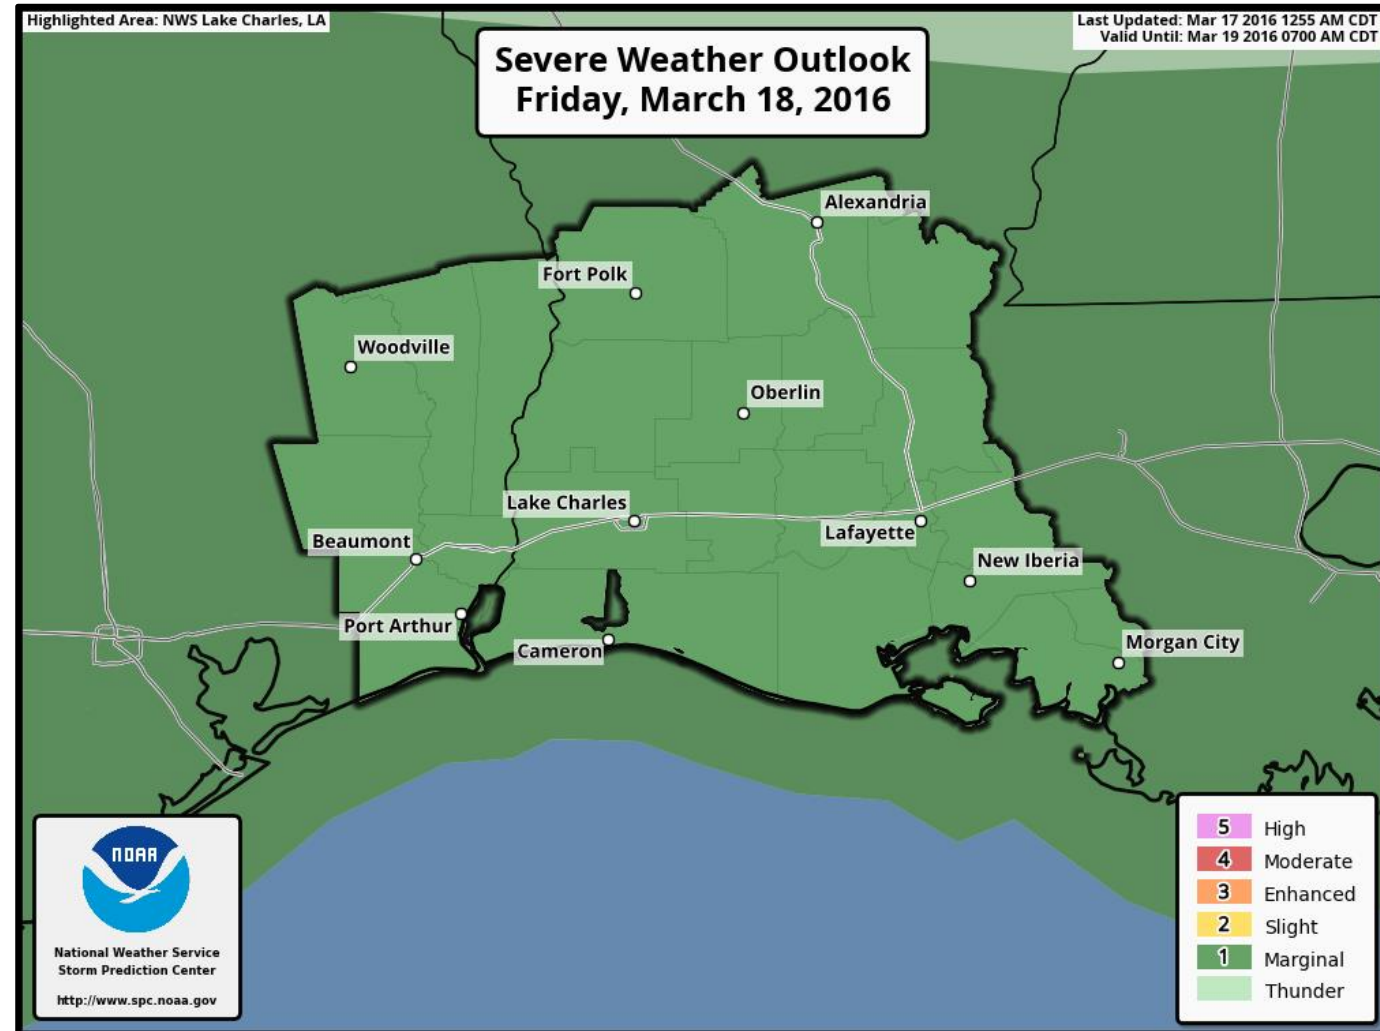 Highlighted Area: NWS Lake Charles, LA
Last Updated: Mar 17 2016 1255 AM CDT
Valid Until: Mar 19 2016 0700 AM CDT
Severe Weather Outlook
Friday, March 18, 2016
Alexandria
Fort Polk
Woodville
Oberlin
Lake Charles
Lafayette
Beaumont
New Iberia
Port Arthur
Cameron
Morgan City
NOAA
National Weather Service
Storm Prediction Center
http://www.spc.noaa.gov
5 High
4 Moderate
3 Enhanced
2 Slight
1 Marginal
Thunder